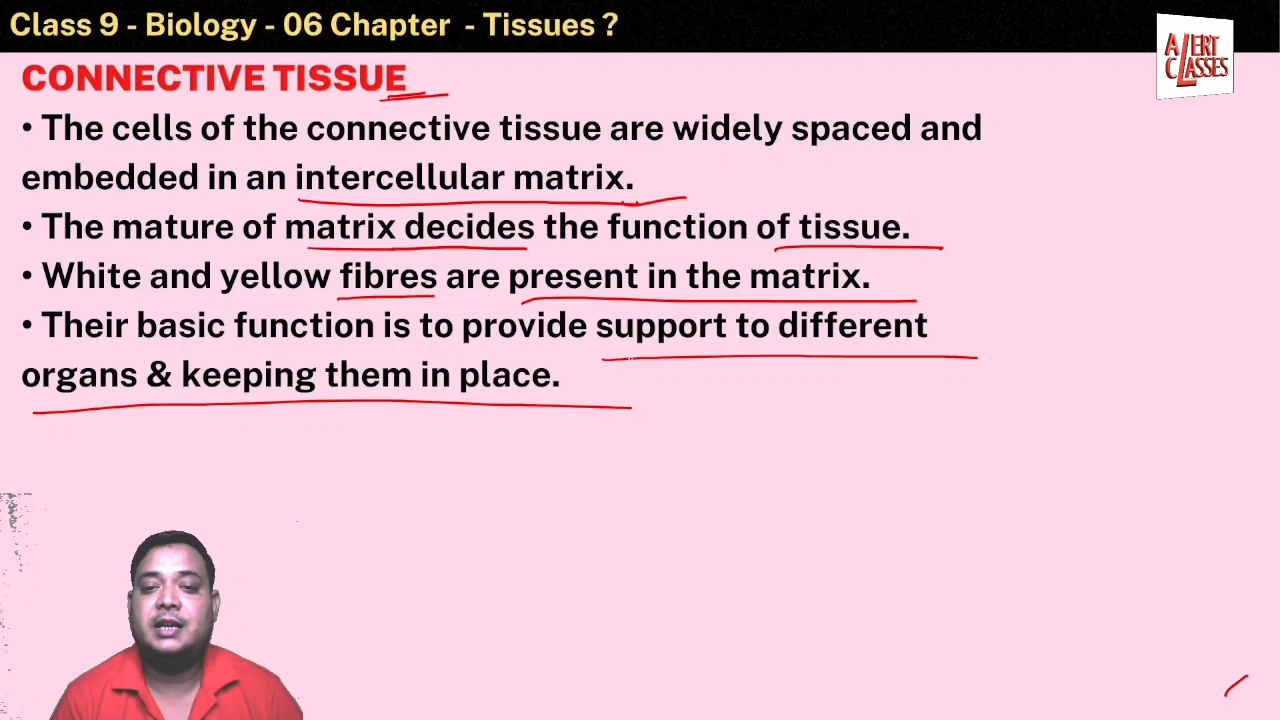 Class 9 - Biology - 06 Chapter - Tissues ?
ALERT
CLASSES
CONNECTIVE TISSUE
• The cells of the connective tissue are widely spaced and
embedded in an intercellular matrix.
• The mature of matrix decides the function of tissue.
• White and yellow fibres are present in the matrix.
• Their basic function is to provide support to different
organs & keeping them in place.